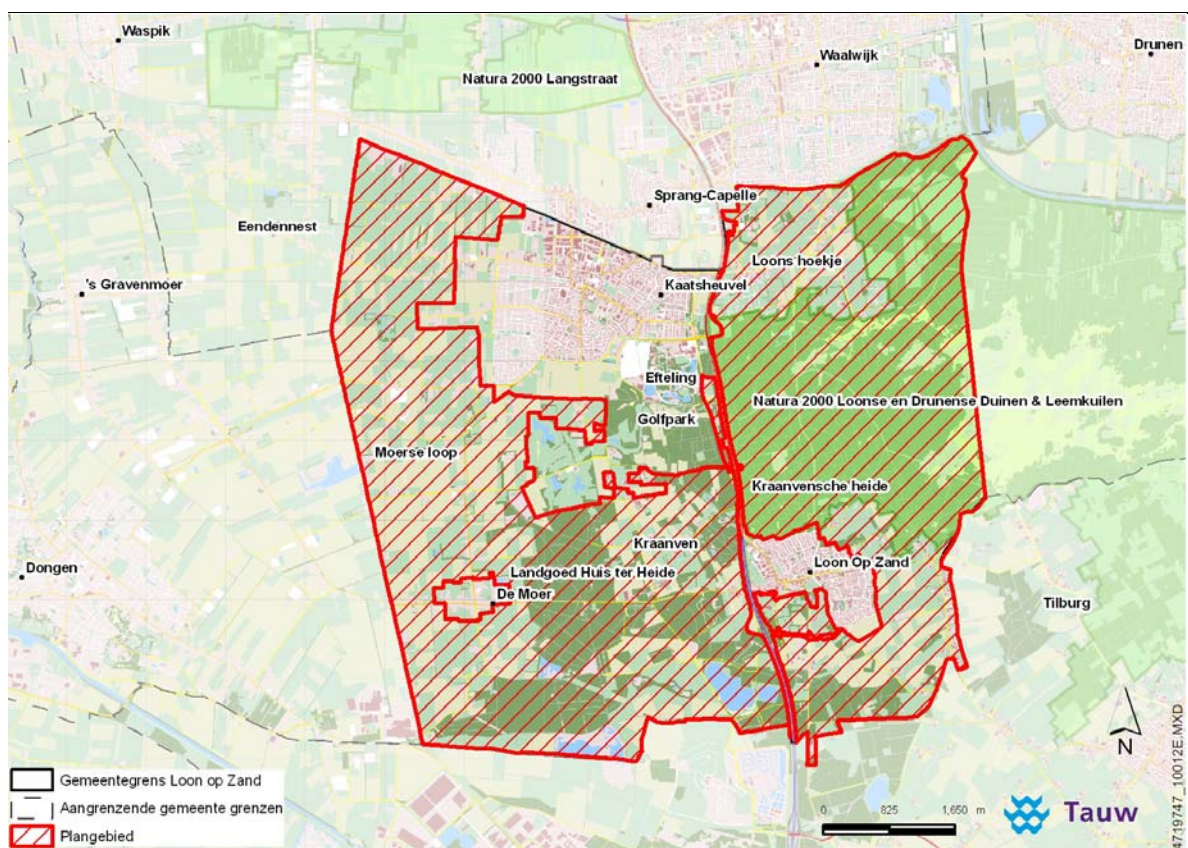 Waspik
Waalwijk
Drunen
Natura 2000 Langstraat
Sprang-Capelle
Eendennest
Loons hoekje
's Gravenmoer
Kaatsheuvel
Efteling
Natura 2000 Loonse en Drunense Duinen & Leemkuilen
Golfpark
Moerse loop
Kraanvensche heide
Kraanven
Loon Op Zand
Dongen
Landgoed Huis ter Heide
De Moer
Tilburg
N
Gemeentegrens Loon op Zand
Aangrenzende gemeente grenzen
Plangebied
0 825 1,650 m
Tauw
4719747_10012E.MXD